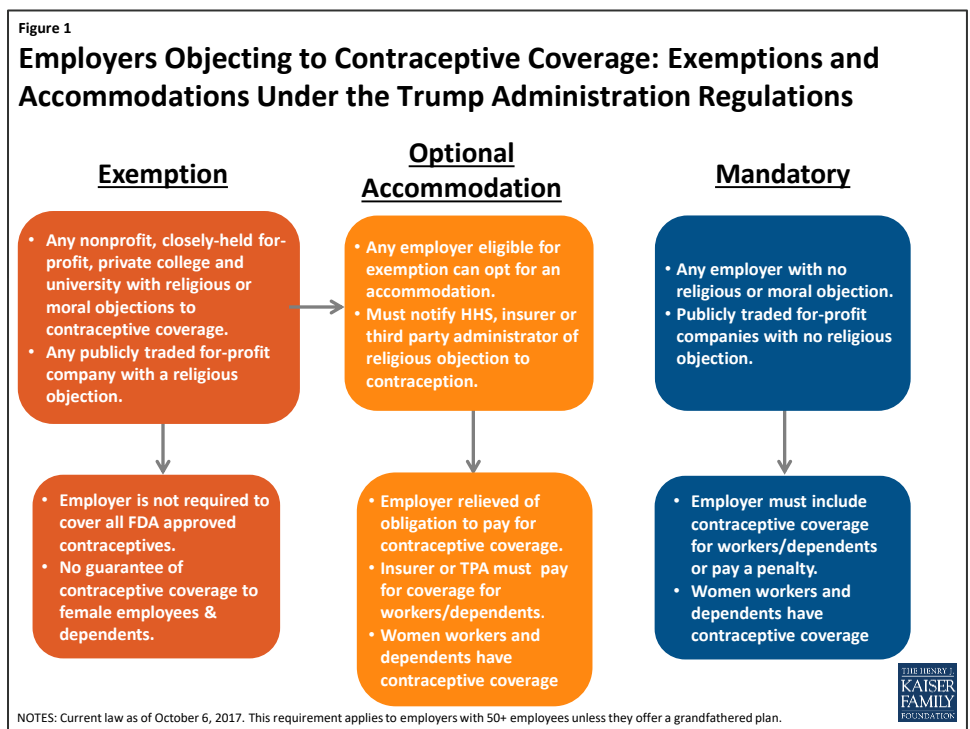 Figure 1
Employers Objecting to Contraceptive Coverage: Exemptions and
Accommodations Under the Trump Administration Regulations
Exemption
• Any nonprofit, closely-held for-
profit, private college and
university with religious or
moral objections to
contraceptive coverage.
• Any publicly traded for-profit
company with a religious
objection.
• Employer is not required to
cover all FDA approved
contraceptives.
• No guarantee of
contraceptive coverage to
female employees &
dependents.
Optional
Accommodation
• Any employer eligible for
exemption can opt for an
accommodation.
• Must notify HHS, insurer or
third party administrator of
religious objection to
contraception.
• Employer relieved of
obligation to pay for
contraceptive coverage.
• Insurer or TPA must pay
for coverage for
workers/dependents.
• Women workers and
dependents have
contraceptive coverage
Mandatory
• Any employer with no
religious or moral objection.
• Publicly traded for-profit
companies with no religious
objection.
• Employer must include
contraceptive coverage
for workers/dependents
or pay a penalty.
• Women workers and
dependents have
contraceptive coverage
NOTES: Current law as of October 6, 2017. This requirement applies to employers with 50+ employees unless they offer a grandfathered plan.
THE HENRY J.
KAISER
FAMILY
FOUNDATION